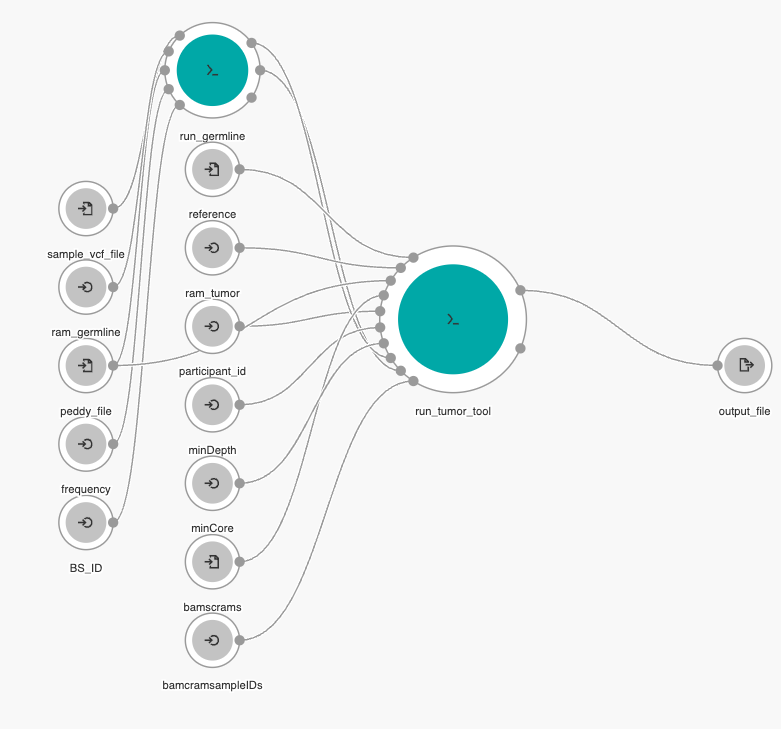 run_germline
reference
sample_vcf_file
ram_tumor
ram_germline
participant_id
peddy_file
run_tumor_tool
output_file
minDepth
frequency
minCore
BS_ID
bamscrams
bamcramsampleIDs